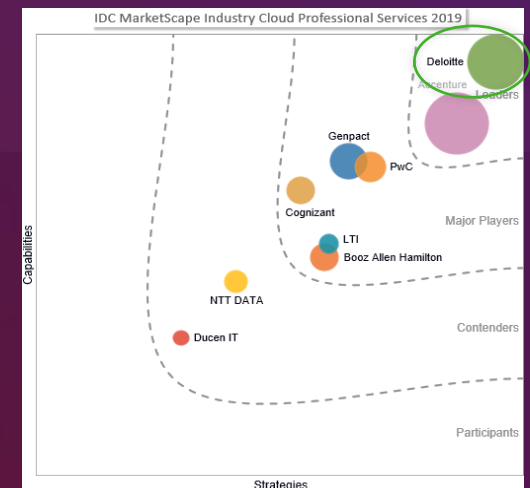 IDC MarketScape Industry Cloud Professional Services 2019
Deloitte
Accenture
Leaders
Genpact
PwC
Cognizant
Major Players
LTI
Booz Allen Hamilton
Capabilities
NTT DATA
Contenders
Ducen IT
Participants
Strategies